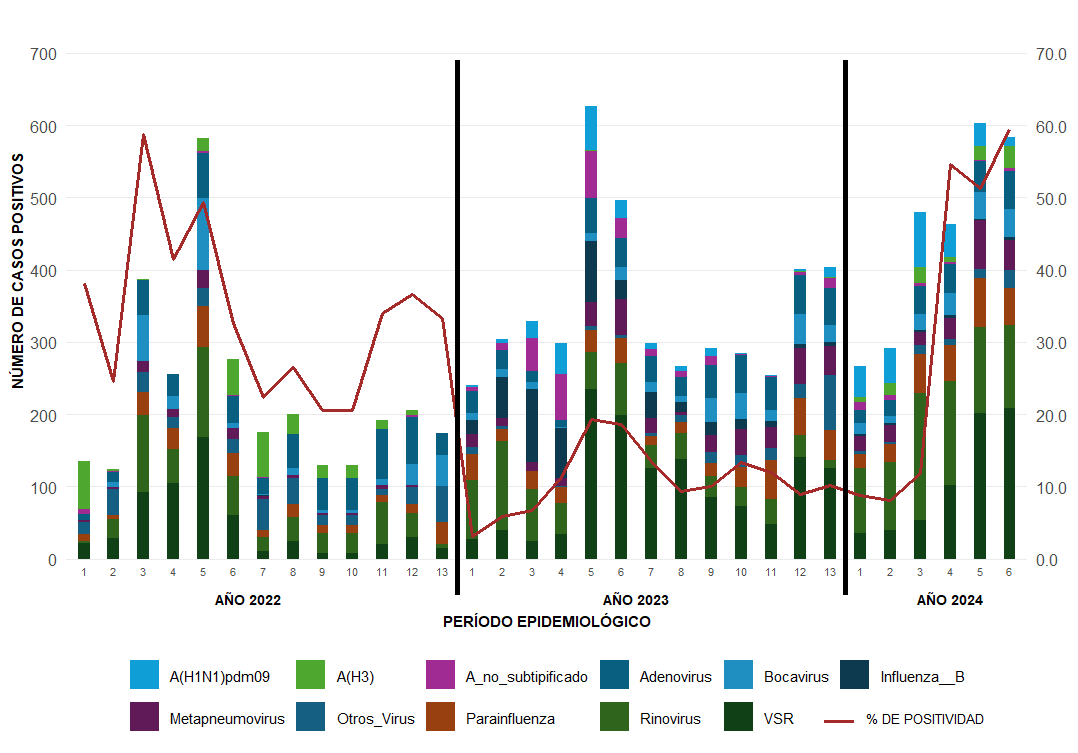 700
600
500
400
300
200
100
0
70.0
60.0
50.0
40.0
30.0
20.0
10.0
0.0
NÚMERO DE CASOS POSITIVOS
1 2 3 4 5 6 7 8 9 10 11 12 13 1 2 3 4 5 6 7 8 9 10 11 12 13 1 2 3 4 5 6
AÑO 2022 AÑO 2023 AÑO 2024
PERÍODO EPIDEMIOLÓGICO
A(H1N1)pdm09 A(H3) A_no_subtipificado Adenovirus Bocavirus Influenza__B
Metapneumovirus Otros_Virus Parainfluenza Rinovirus VSR % DE POSITIVIDAD